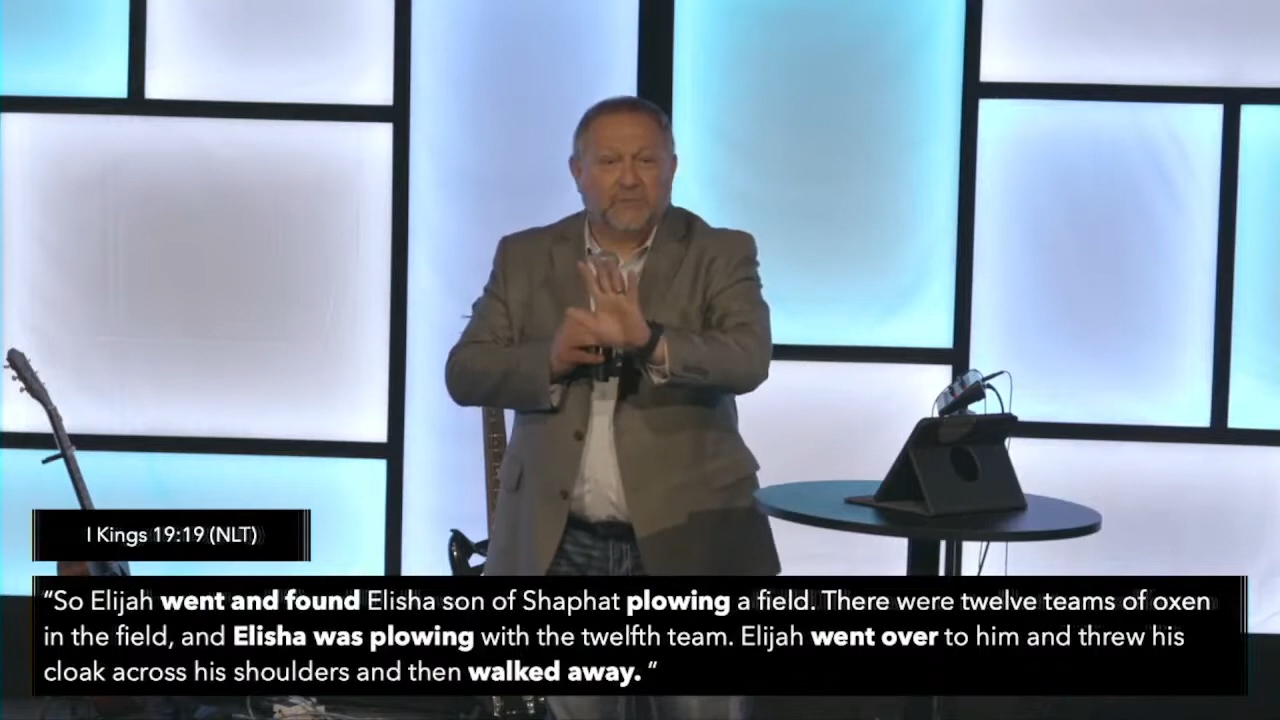 I Kings 19:19 (NLT)
“So Elijah went and found Elisha son of Shaphat plowing a field. There were twelve teams of oxen
in the field, and Elisha was plowing with the twelfth team. Elijah went over to him and threw his
cloak across his shoulders and then walked away. ”